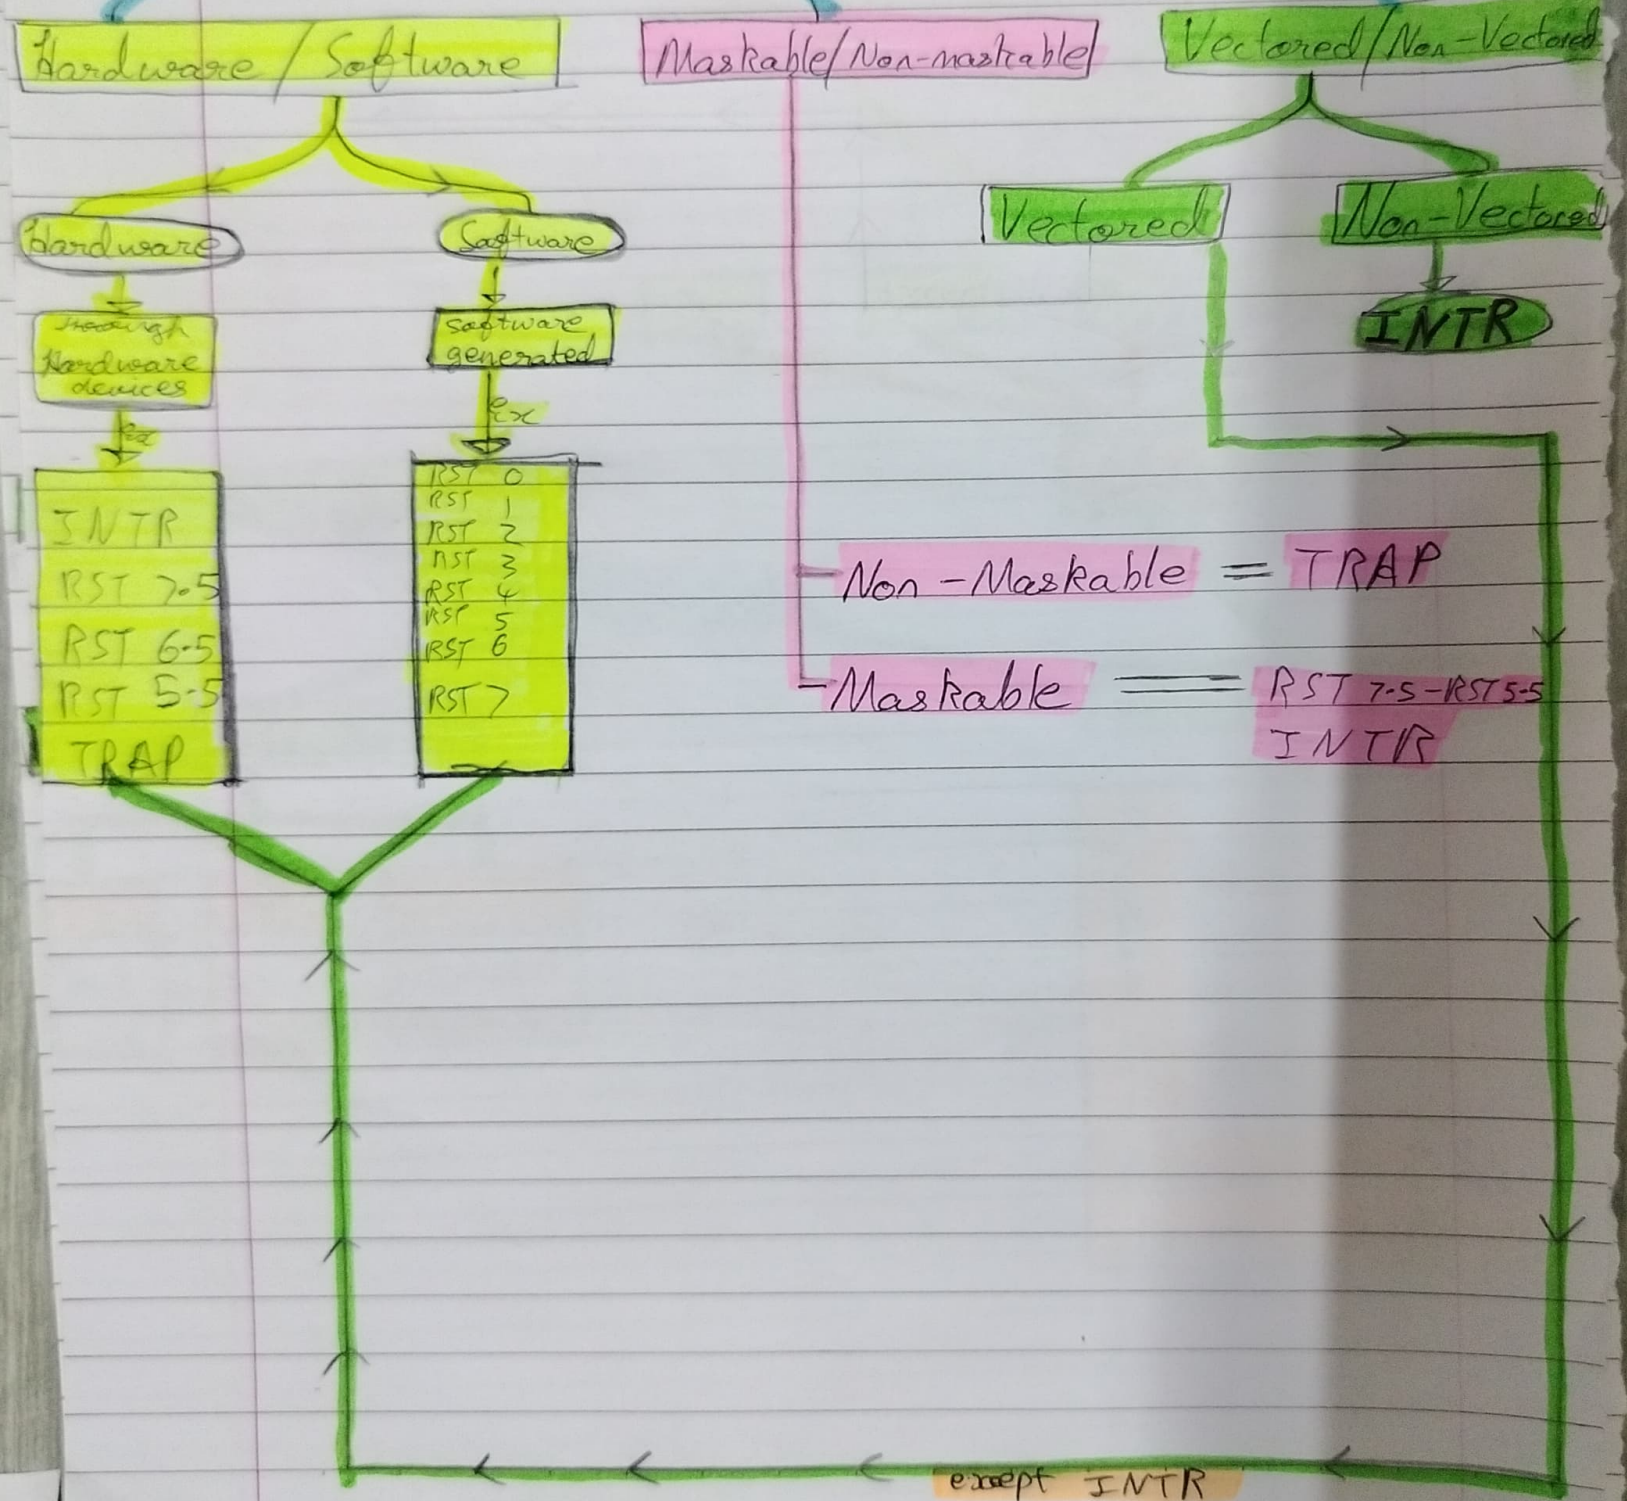 Hardware / Software
Maskable/Non-maskable
Vectored/Non-Vectored
Hardware
Software
Vectored
Non-Vectored
through
Hardware
devices
software
generated
INTR
Ex
Ex
INTR
RST 7.5
RST 6.5
RST 5.5
TRAP
RST 0
RST 1
RST 2
RST 3
RST 4
RST 5
RST 6
RST 7
Non-Maskable = TRAP
Maskable = RST 7.5-RST 5.5
INTR
except INTR